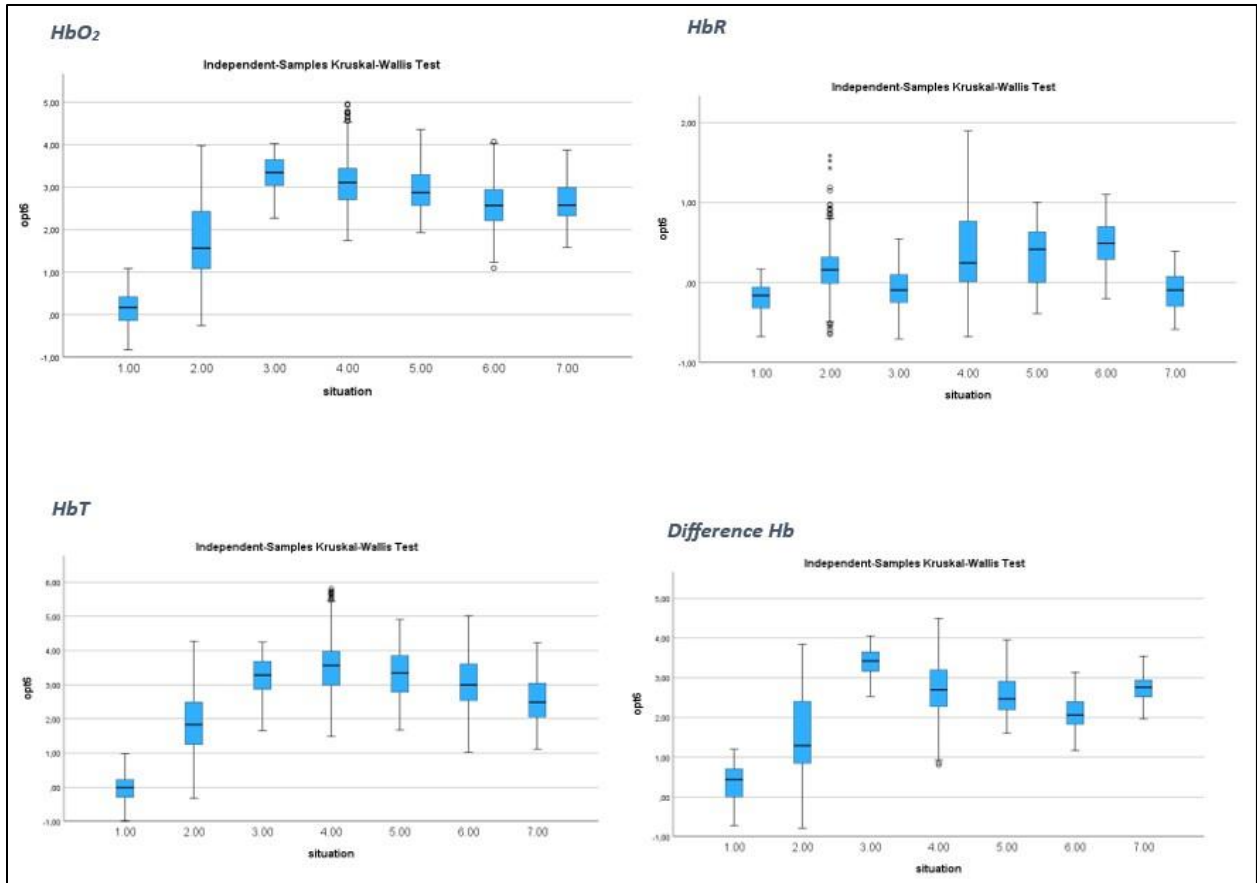 HbO₂
Independent-Samples Kruskal-Wallis Test
5,00
4,00
3,00
2,00
1,00
,00
-1,00
opt6
1.00 2.00 3.00 4.00 5.00 6.00 7.00
situation
HbR
Independent-Samples Kruskal-Wallis Test
2,00
1,00
,00
-1,00
opt6
1.00 2.00 3.00 4.00 5.00 6.00 7.00
situation
HbT
Independent-Samples Kruskal-Wallis Test
6,00
5,00
4,00
3,00
2,00
1,00
,00
-1,00
opt6
1.00 2.00 3.00 4.00 5.00 6.00 7.00
situation
Difference Hb
Independent-Samples Kruskal-Wallis Test
5,00
4,00
3,00
2,00
1,00
,00
-1,00
opt6
1.00 2.00 3.00 4.00 5.00 6.00 7.00
situation